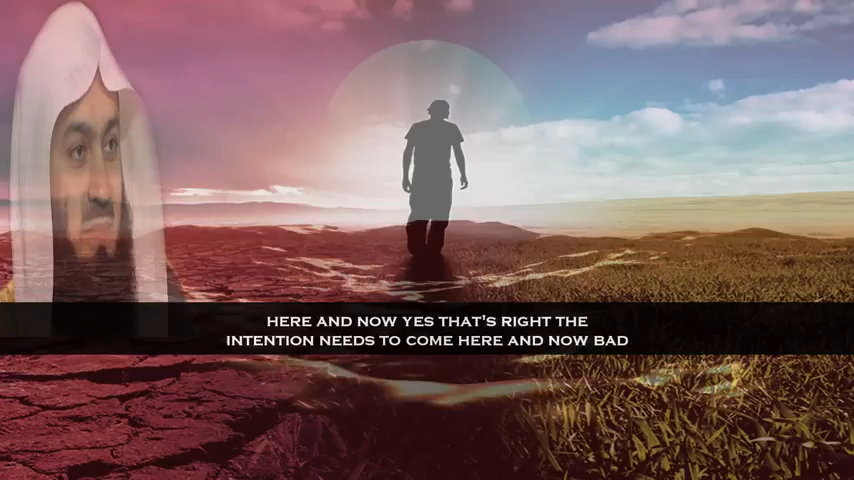 HERE AND NOW YES THAT'S RIGHT THE
INTENTION NEEDS TO COME HERE AND NOW BAD